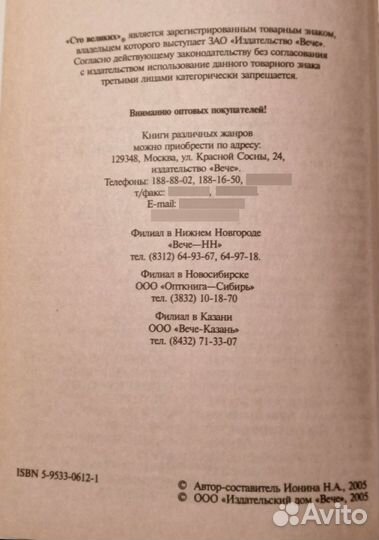 «Сто великих»® является зарегистрированным товарным знаком,
владельцем которого выступает ЗАО «Издательство «Вече».
Согласно действующему законодательству без согласования
с издательством использование данного товарного знака
третьими лицами категорически запрещается.
Вниманию оптовых покупателей!
Книги различных жанров
можно приобрести по адресу:
129348, Москва, ул. Красной Сосны, 24,
издательство «Вече».
Телефоны: 188-88-02, 188-16-50,
т/факс: , ,
E-mail:
Филиал в Нижнем Новгороде
«Вече—НН»
тел. (8312) 64-93-67, 64-97-18.
Филиал в Новосибирске
ООО «Опткнига—Сибирь»
тел. (3832) 10-18-70
Филиал в Казани
ООО «Вече-Казань»
тел. (8432) 71-33-07
ISBN 5-9533-0612-1
© Автор-составитель Ионина Н.А., 2005
© ООО «Издательский дом «Вече», 2005
Avito